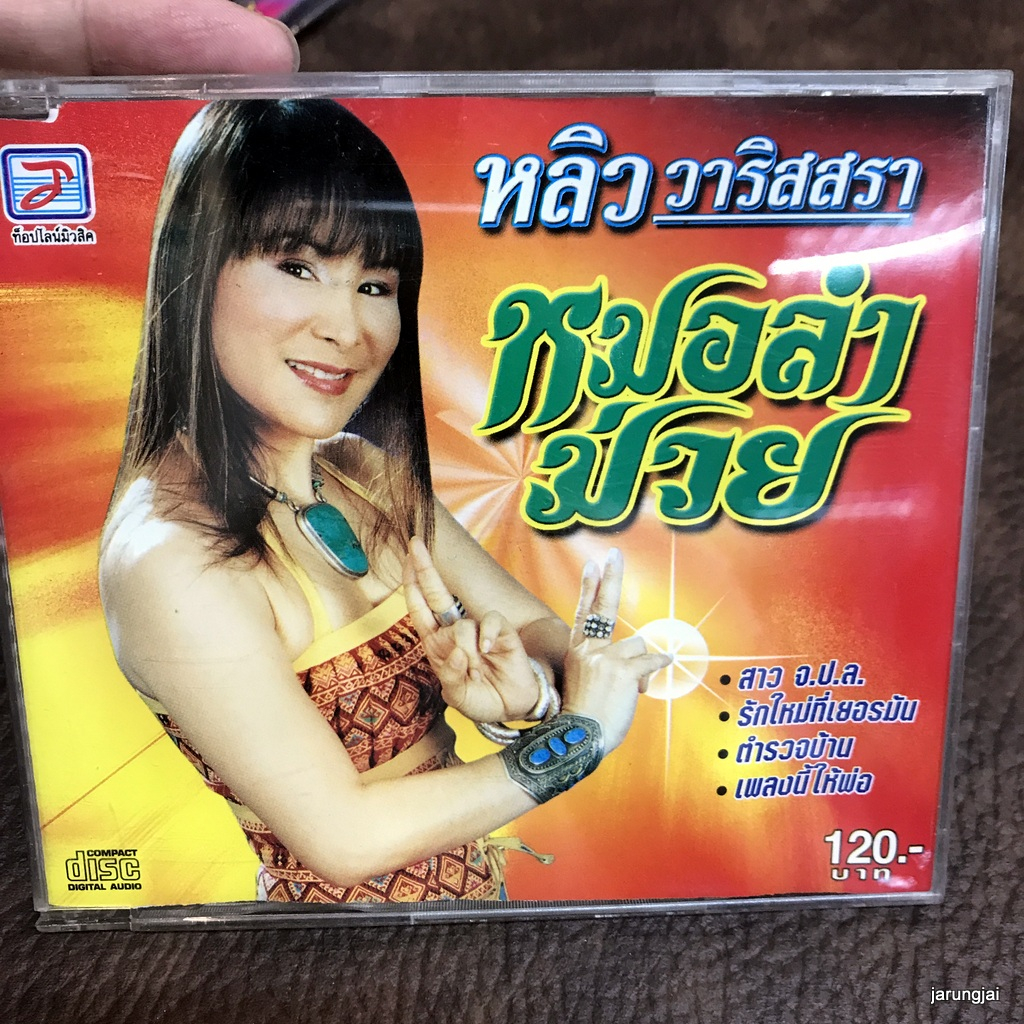 ท็อปไลน์มิวสิค
หลิว วาริสสรา
หมอลำ
มวย
• สาว จ.ป.ล.
• รักใหม่ที่เยอรมัน
• ตำรวจบ้าน
• เพลงนี้ให้พ่อ
120.-
บาท
COMPACT
disc
DIGITAL AUDIO
jarungjai